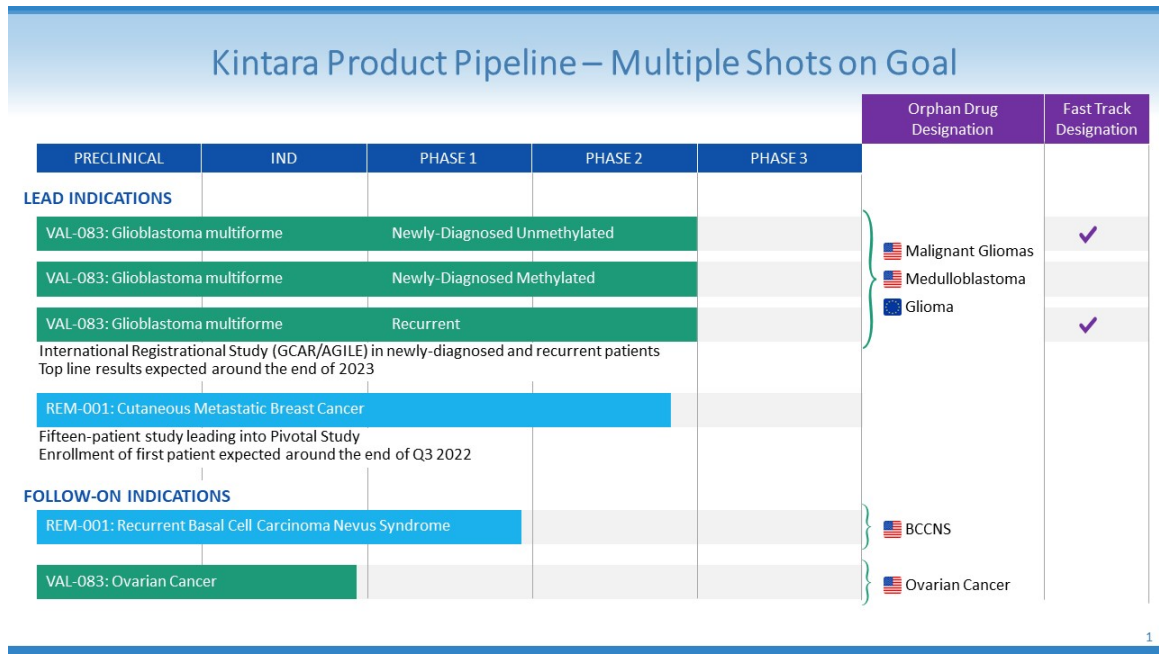 Kintara Product Pipeline – Multiple Shots on Goal
Orphan Drug
Designation
Fast Track
Designation
PRECLINICAL
IND
PHASE 1
PHASE 2
PHASE 3
LEAD INDICATIONS
VAL-083: Glioblastoma multiforme
Newly-Diagnosed Unmethylated
VAL-083: Glioblastoma multiforme
Newly-Diagnosed Methylated
VAL-083: Glioblastoma multiforme
Recurrent
Malignant Gliomas
Medulloblastoma
Glioma
International Registrational Study (GCAR/AGILE) in newly-diagnosed and recurrent patients
Top line results expected around the end of 2023
REM-001: Cutaneous Metastatic Breast Cancer
Fifteen-patient study leading into Pivotal Study
Enrollment of first patient expected around the end of Q3 2022
FOLLOW-ON INDICATIONS
REM-001: Recurrent Basal Cell Carcinoma Nevus Syndrome
BCCNS
VAL-083: Ovarian Cancer
Ovarian Cancer
1